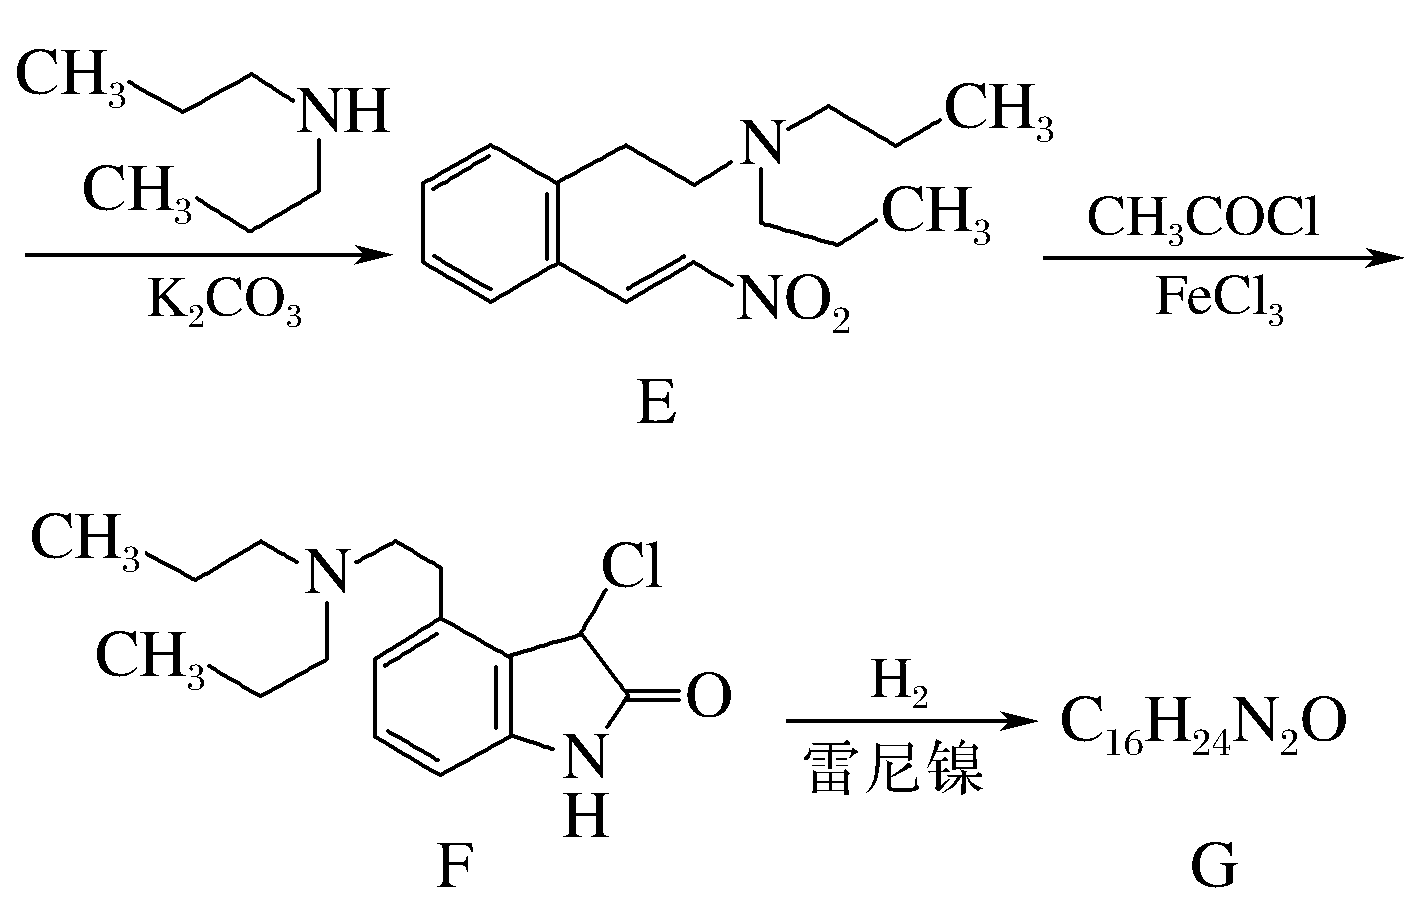 CH₃
NH
CH₃
K₂CO₃
N
CH₃
CH₃
NO₂
E
CH₃COCl
FeCl₃
CH₃
N
CH₃
Cl
O
N
H
F
H₂
雷尼镍
C₁₆H₂₄N₂O
G